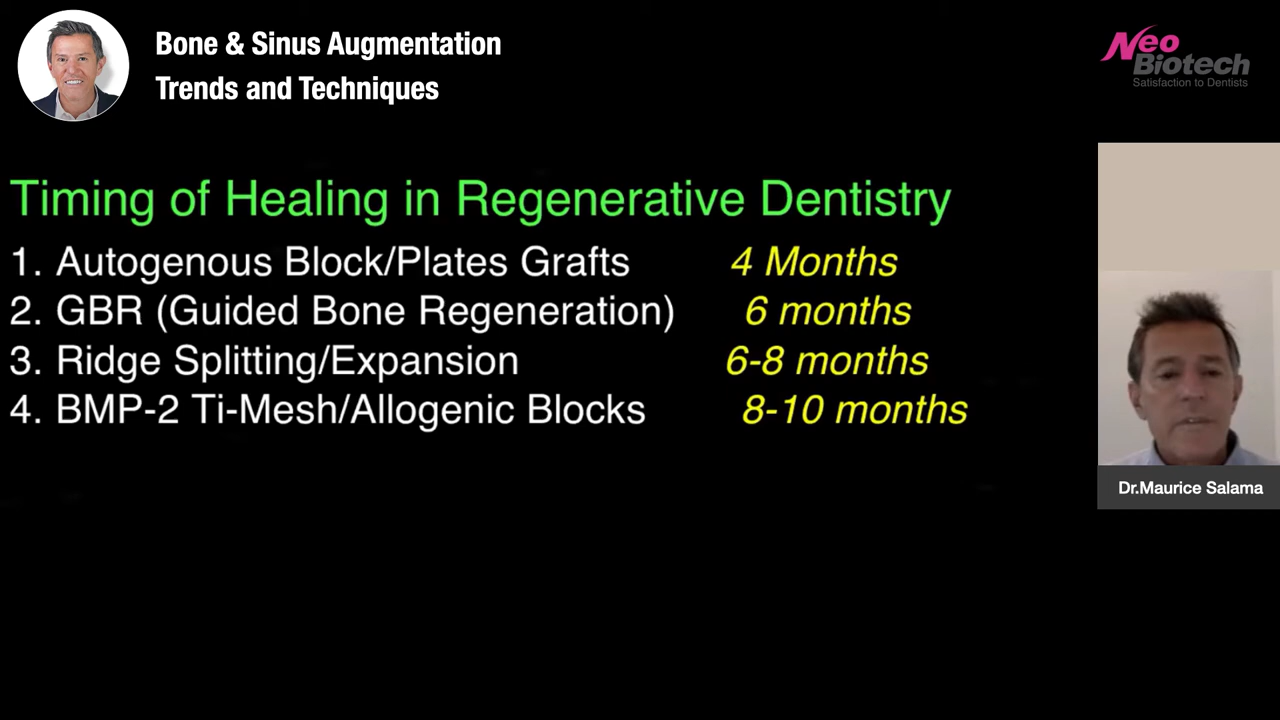 Bone & Sinus Augmentation
Trends and Techniques
Neo
Biotech
Satisfaction to Dentists
Timing of Healing in Regenerative Dentistry
1. Autogenous Block/Plates Grafts 4 Months
2. GBR (Guided Bone Regeneration) 6 months
3. Ridge Splitting/Expansion 6-8 months
4. BMP-2 Ti-Mesh/Allogenic Blocks 8-10 months
Dr.Maurice Salama